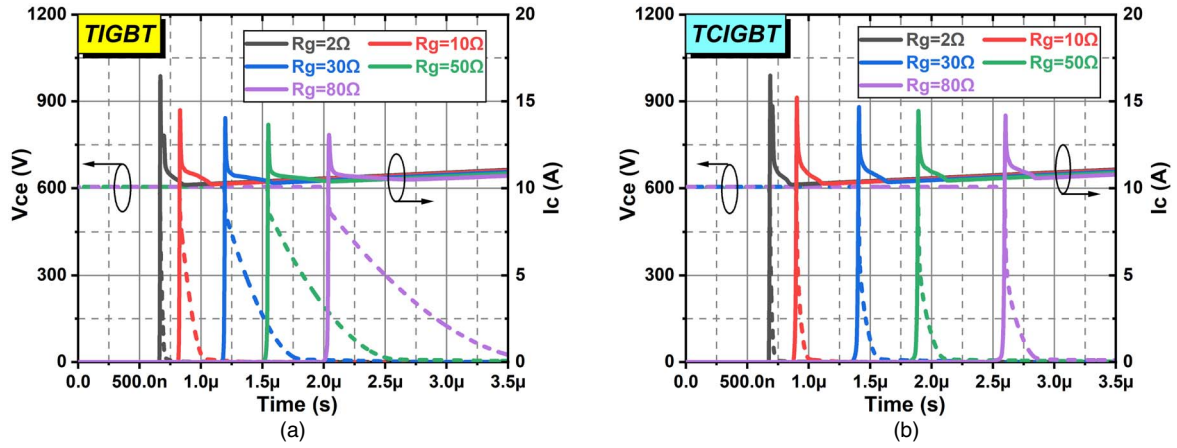 TIGBT
Rg=2Ω
Rg=10Ω
Rg=30Ω
Rg=50Ω
Rg=80Ω
1200
900
600
300
0
Vcce (V)
20
15
10
5
0
Ic (A)
0.0
500.0n
1.0μ
1.5μ
2.0μ
2.5μ
3.0μ
3.5μ
Time (s)
(a)
TCIGBT
Rg=2Ω
Rg=10Ω
Rg=30Ω
Rg=50Ω
Rg=80Ω
1200
900
600
300
0
Vce (V)
20
15
10
5
0
Ic (A)
0.0
500.0n
1.0μ
1.5μ
2.0μ
2.5μ
3.0μ
3.5μ
Time (s)
(b)